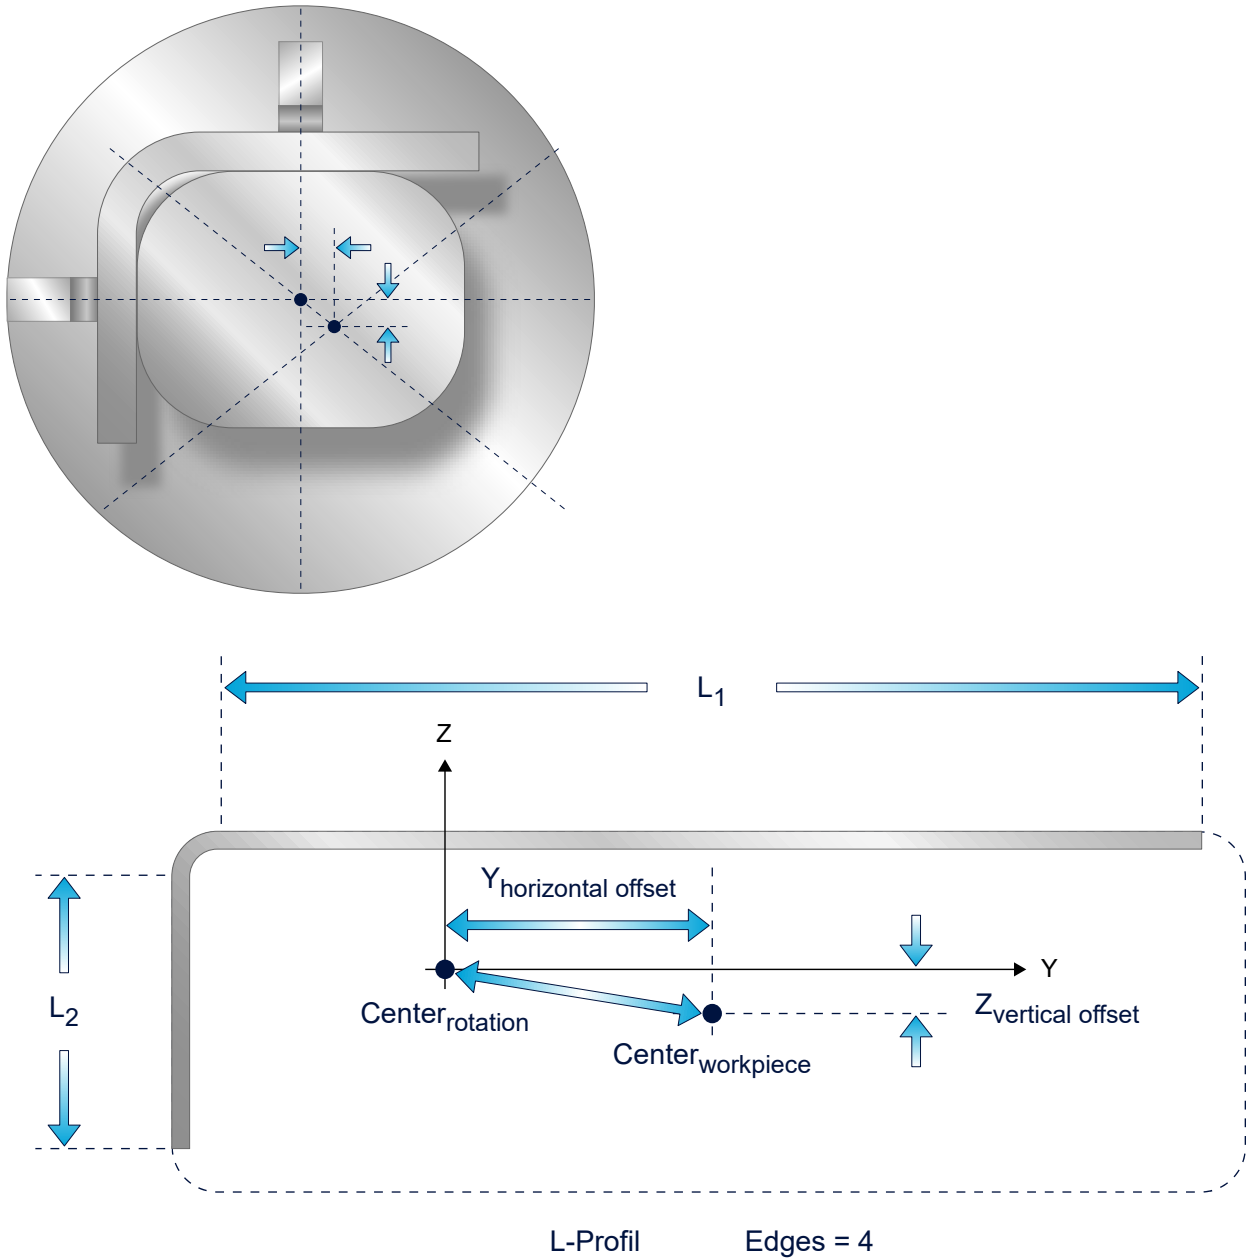 L1
Z
Yhorizontal offset
Y
L2
Centerrotation
Zvertical offset
Centerworkpiece
L-Profil Edges = 4